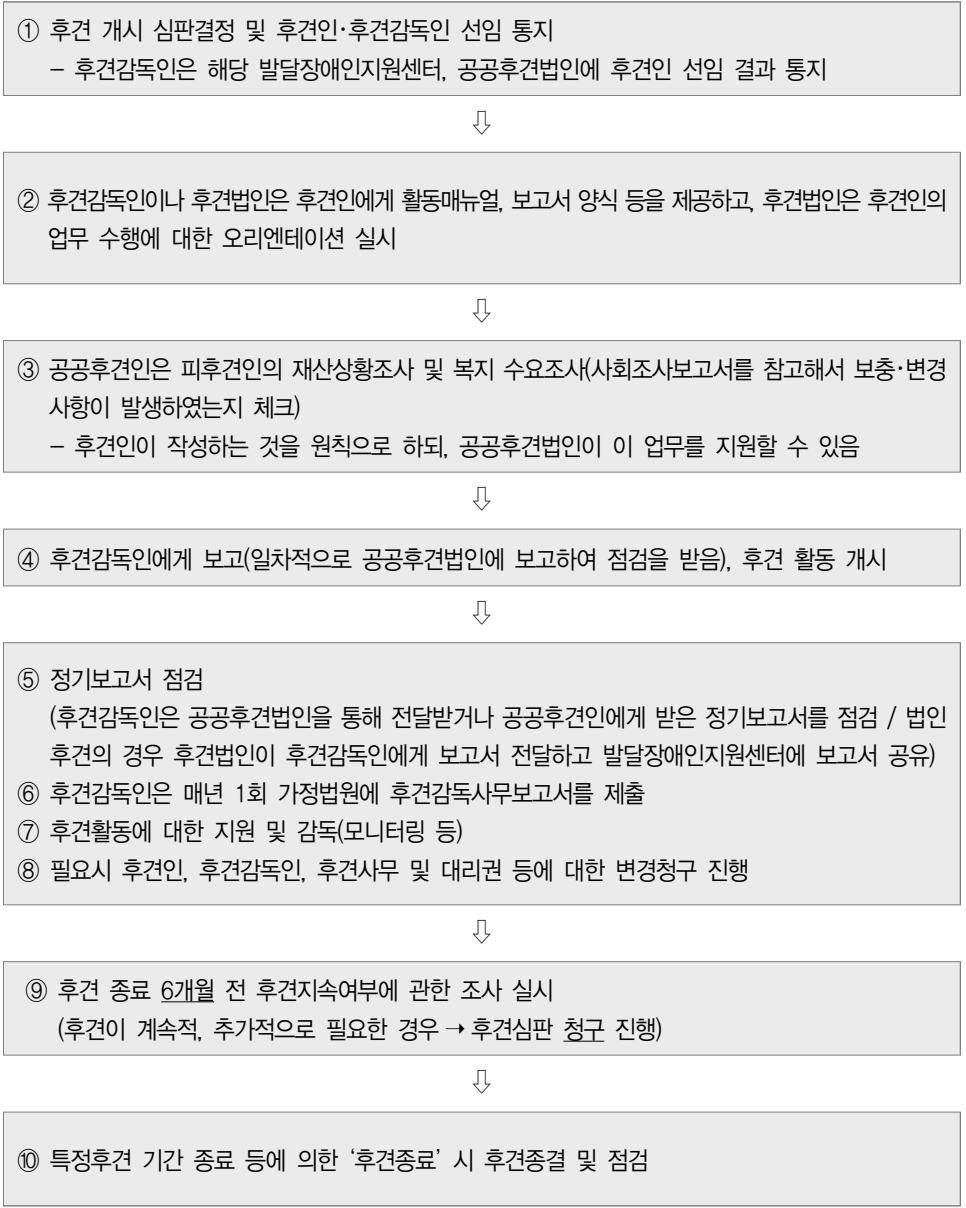 ① 후견 개시 심판결정 및 후견인·후견감독인 선임 통지
– 후견감독인은 해당 발달장애인지원센터, 공공후견법인에 후견인 선임 결과 통지
⇩
② 후견감독인이나 후견법인은 후견인에게 활동매뉴얼, 보고서 양식 등을 제공하고, 후견법인은 후견인의
업무 수행에 대한 오리엔테이션 실시
⇩
③ 공공후견인은 피후견인의 재산상황조사 및 복지 수요조사(사회조사보고서를 참고해서 보충·변경
사항이 발생하였는지 체크)
– 후견인이 작성하는 것을 원칙으로 하되, 공공후견법인이 이 업무를 지원할 수 있음
⇩
④ 후견감독인에게 보고(일차적으로 공공후견법인에 보고하여 점검을 받음), 후견 활동 개시
⇩
⑤ 정기보고서 점검
(후견감독인은 공공후견법인을 통해 전달받거나 공공후견인에게 받은 정기보고서를 점검 / 법인
후견의 경우 후견법인이 후견감독인에게 보고서 전달하고 발달장애인지원센터에 보고서 공유)
⑥ 후견감독인은 매년 1회 가정법원에 후견감독사무보고서를 제출
⑦ 후견활동에 대한 지원 및 감독(모니터링 등)
⑧ 필요시 후견인, 후견감독인, 후견사무 및 대리권 등에 대한 변경청구 진행
⇩
⑨ 후견 종료 6개월 전 후견지속여부에 관한 조사 실시
(후견이 계속적, 추가적으로 필요한 경우 → 후견심판 청구 진행)
⇩
⑩ 특정후견 기간 종료 등에 의한 ‘후견종료’ 시 후견종결 및 점검